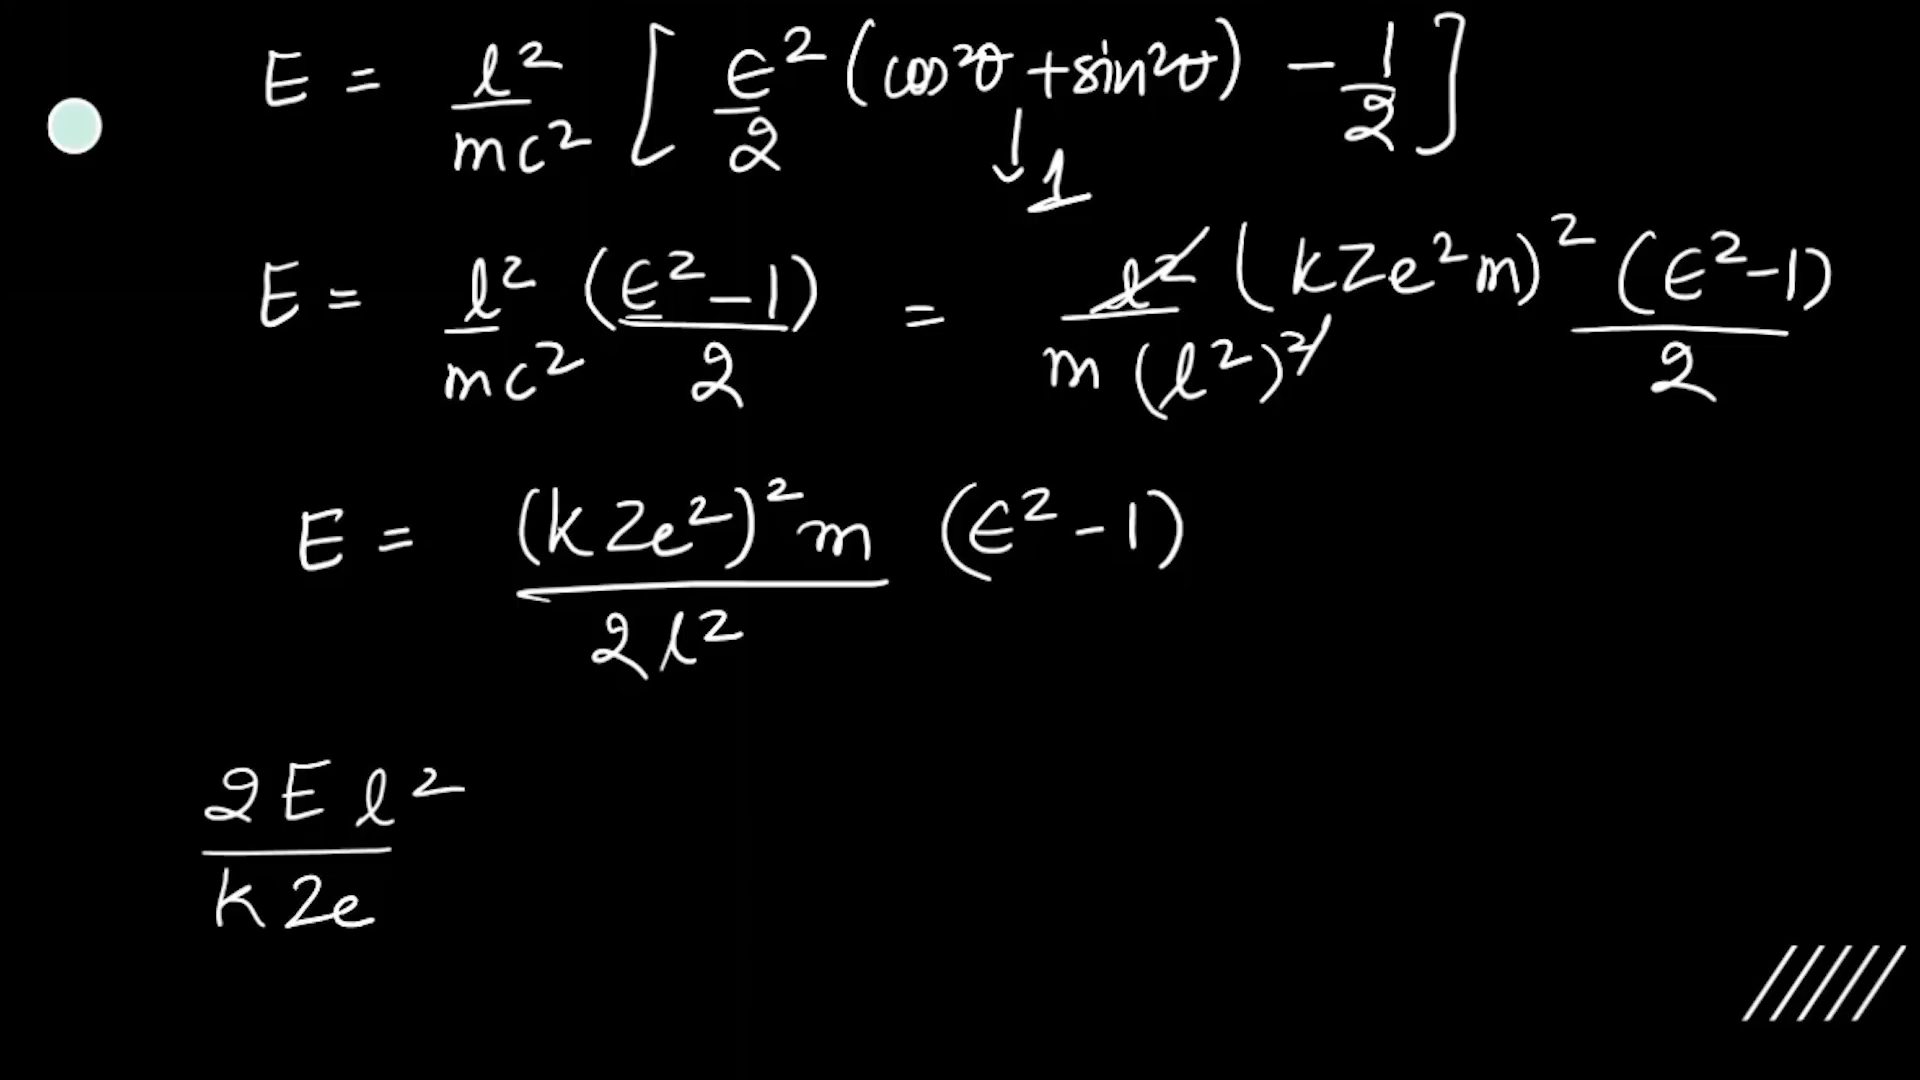 E = l²/mc² [ ϵ²/2 (cos²θ + sin²θ) - 1/2 ]
↓ 1
E = l²/mc² (ϵ² - 1)/2 = l²/m(l²)² (kZe²m)² (ϵ² - 1)/2
E = (kZe²)² m / 2l² (ϵ² - 1)
2El² / kZe